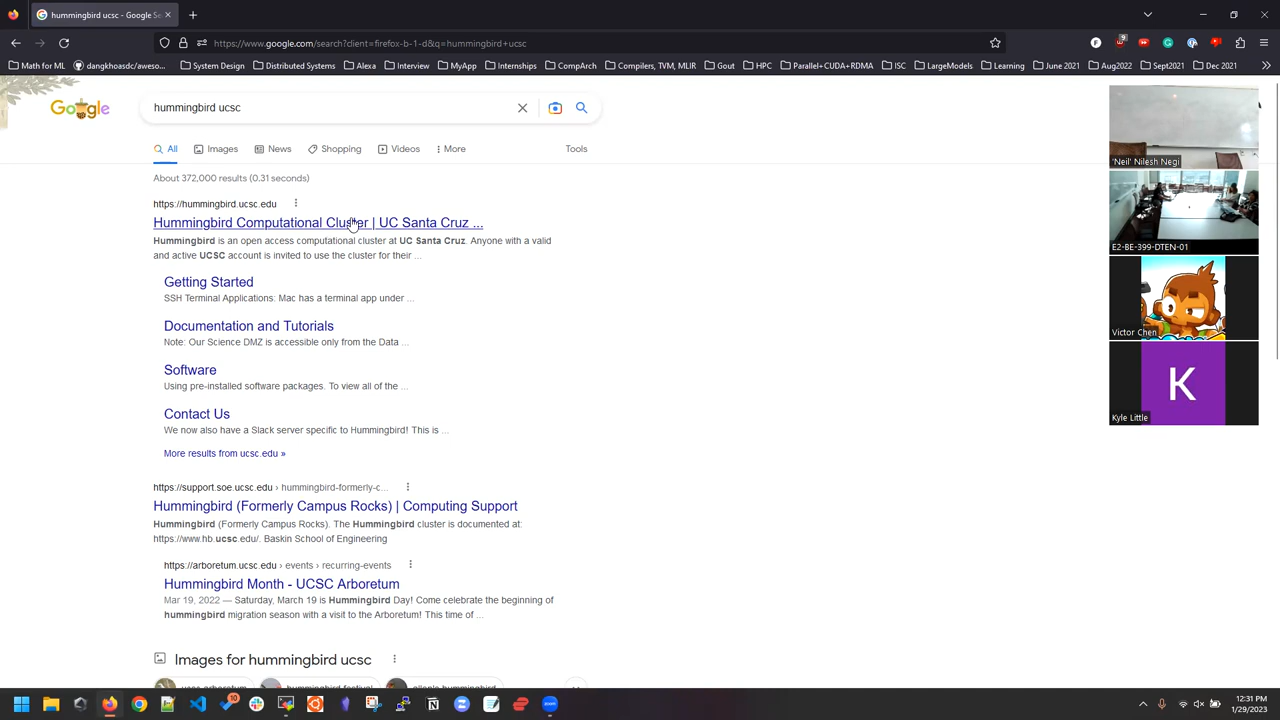 hummingbird ucsc - Google Se
https://www.google.com/search?client=firefox-b-1-d&q=hummingbird+ucsc
Math for ML
dangkhoasdc/aweso...
System Design
Distributed Systems
Alexa
Interview
MyApp
Internships
CompArch
Compilers, TVM, MLIR
Gout
HPC
Parallel+CUDA+RDMA
ISC
LargeModels
Learning
June 2021
Aug2022
Sept2021
Dec 2021
Google
hummingbird ucsc
All
Images
News
Shopping
Videos
More
Tools
About 372,000 results (0.31 seconds)
https://hummingbird.ucsc.edu
Hummingbird Computational Cluster | UC Santa Cruz ...
Hummingbird is an open access computational cluster at UC Santa Cruz. Anyone with a valid
and active UCSC account is invited to use the cluster for their ...
Getting Started
SSH Terminal Applications: Mac has a terminal app under ...
Documentation and Tutorials
Note: Our Science DMZ is accessible only from the Data ...
Software
Using pre-installed software packages. To view all of the ...
Contact Us
We now also have a Slack server specific to Hummingbird! This is ...
More results from ucsc.edu »
https://support.soe.ucsc.edu › hummingbird-formerly-c...
Hummingbird (Formerly Campus Rocks) | Computing Support
Hummingbird (Formerly Campus Rocks). The Hummingbird cluster is documented at:
https://www.hb.ucsc.edu/. Baskin School of Engineering
https://arboretum.ucsc.edu › events › recurring-events
Hummingbird Month - UCSC Arboretum
Mar 19, 2022 — Saturday, March 19 is Hummingbird Day! Come celebrate the beginning of
hummingbird migration season with a visit to the Arboretum! This time of ...
Images for hummingbird ucsc
ucsc arboretum
hummingbird festival
allen's hummingbird
'Neil' Nilesh Negi
E2-BE-399-DTEN-01
Victor Chen
K
Kyle Little
12:31 PM
1/29/2023